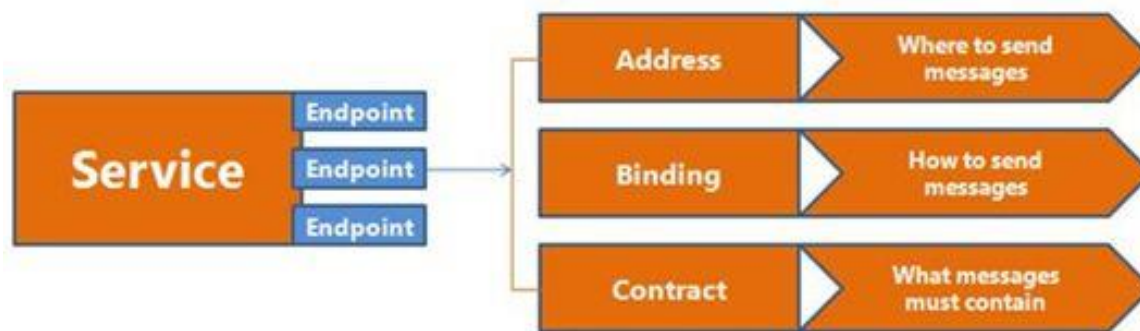 Service
Endpoint
Endpoint
Endpoint
Address
Where to send
messages
Binding
How to send
messages
Contract
What messages
must contain